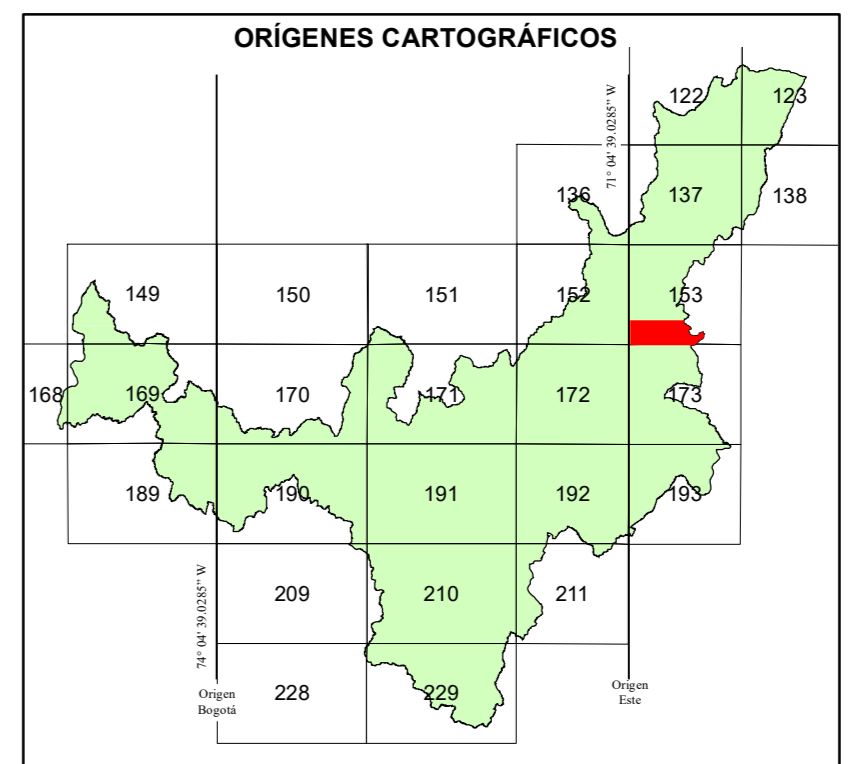 ORÍGENES CARTOGRÁFICOS
122 123
71° 04' 39.0285" W
136 137 138
149 150 151 152 153
168 169 170 171 172 173
189 190 191 192 193
74° 04' 39.0285" W
209 210 211
Origen
Bogotá
228 229
Origen
Este